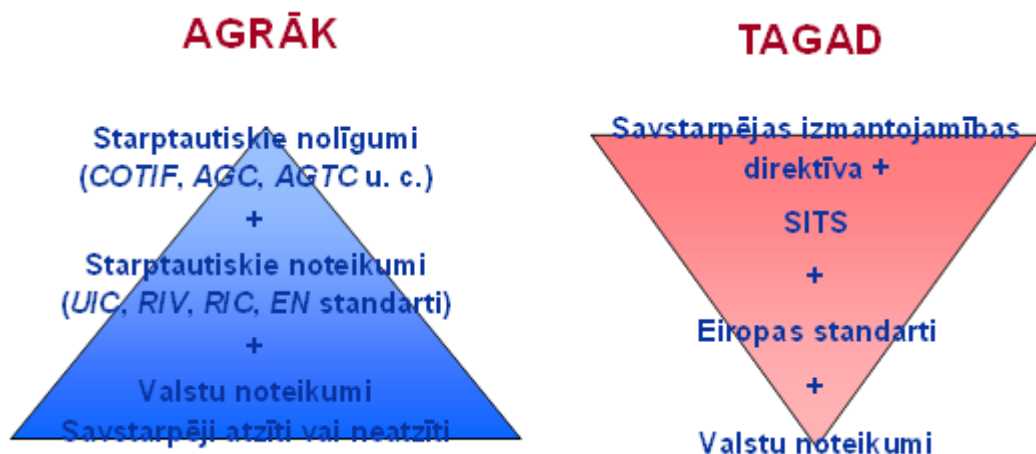 AGRĀK
Starptautiskie nolīgumi
(COTIF, AGC, AGTC u. c.)
+
Starptautiskie noteikumi
(UIC, RIV, RIC, EN standarti)
+
Valstu noteikumi
Savstarpēji atzīti vai neatzīti
TAGAD
Savstarpējas izmantojamības
direktīva +
SITS
+
Eiropas standarti
+
Valstu noteikumi